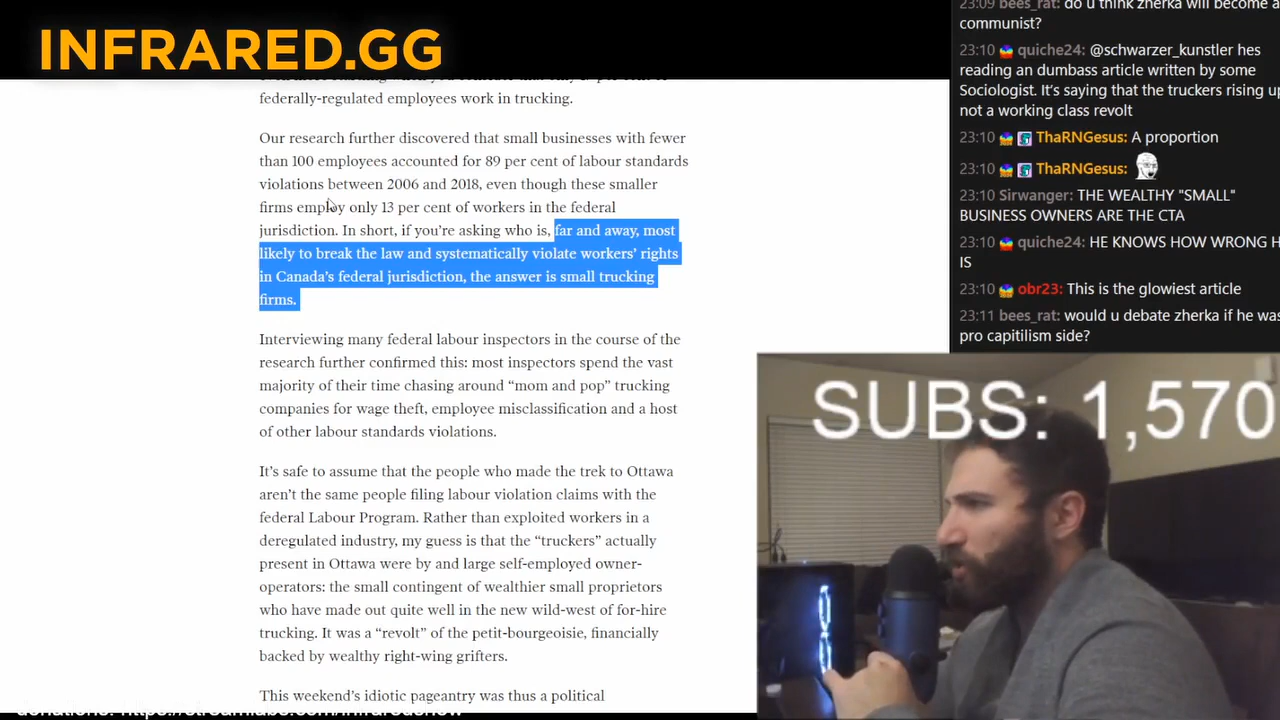 INFRARED.GG
federally-regulated employees work in trucking.
Our research further discovered that small businesses with fewer
than 100 employees accounted for 89 per cent of labour standards
violations between 2006 and 2018, even though these smaller
firms employ only 13 per cent of workers in the federal
jurisdiction. In short, if you're asking who is, far and away, most
likely to break the law and systematically violate workers' rights
in Canada's federal jurisdiction, the answer is small trucking
firms.
Interviewing many federal labour inspectors in the course of the
research further confirmed this: most inspectors spend the vast
majority of their time chasing around "mom and pop" trucking
companies for wage theft, employee misclassification and a host
of other labour standards violations.
It's safe to assume that the people who made the trek to Ottawa
aren't the same people filing labour violation claims with the
federal Labour Program. Rather than exploited workers in a
deregulated industry, my guess is that the "truckers" actually
present in Ottawa were by and large self-employed owner-
operators: the small contingent of wealthier small proprietors
who have made out quite well in the new wild-west of for-hire
trucking. It was a "revolt" of the petit-bourgeoisie, financially
backed by wealthy right-wing grifters.
This weekend's idiotic pageantry was thus a political
23:09 bees_rat: do u think zherka will become a
communist?
23:10 quiche24: @schwarzer_kunstler hes
reading an dumbass article written by some
Sociologist. It's saying that the truckers rising up
not a working class revolt
23:10 ThaRNGesus: A proportion
23:10 ThaRNGesus:
23:10 Sirwanger: THE WEALTHY "SMALL"
BUSINESS OWNERS ARE THE CTA
23:10 quiche24: HE KNOWS HOW WRONG H
IS
23:10 obr23: This is the glowiest article
23:11 bees_rat: would u debate zherka if he was
pro capitilism side?
SUBS: 1,570